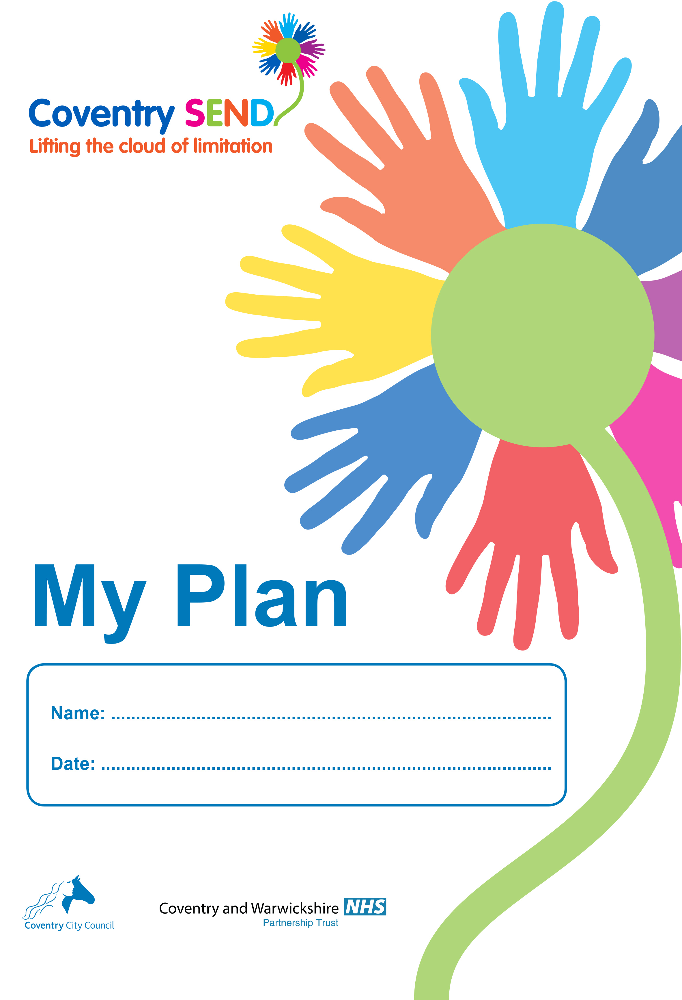 Coventry SEND
Lifting the cloud of limitation
My Plan
Name: ..........................................................................................
Date: ............................................................................................
Coventry City Council
Coventry and Warwickshire NHS
Partnership Trust